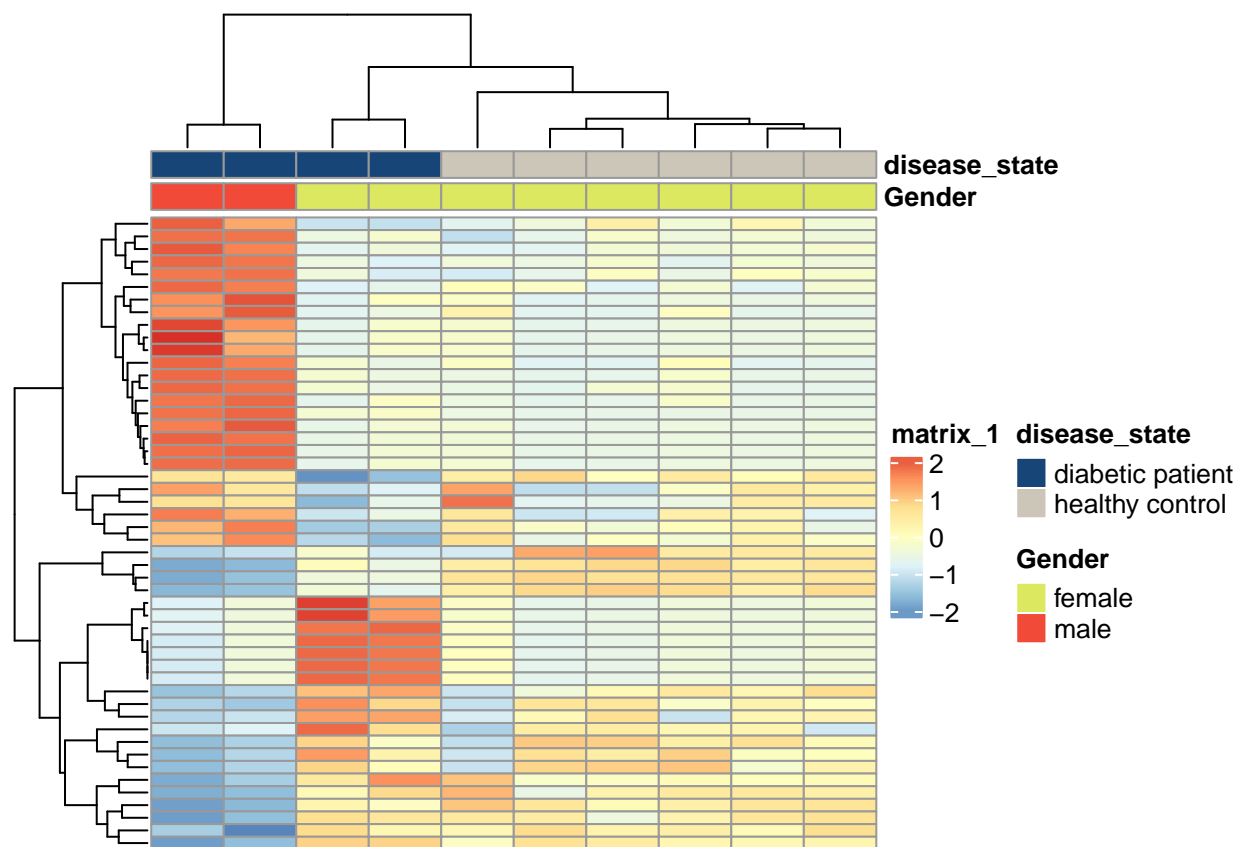 disease_state
Gender
matrix_1
2
1
0
−1
−2
disease_state
diabetic patient
healthy control
Gender
female
male